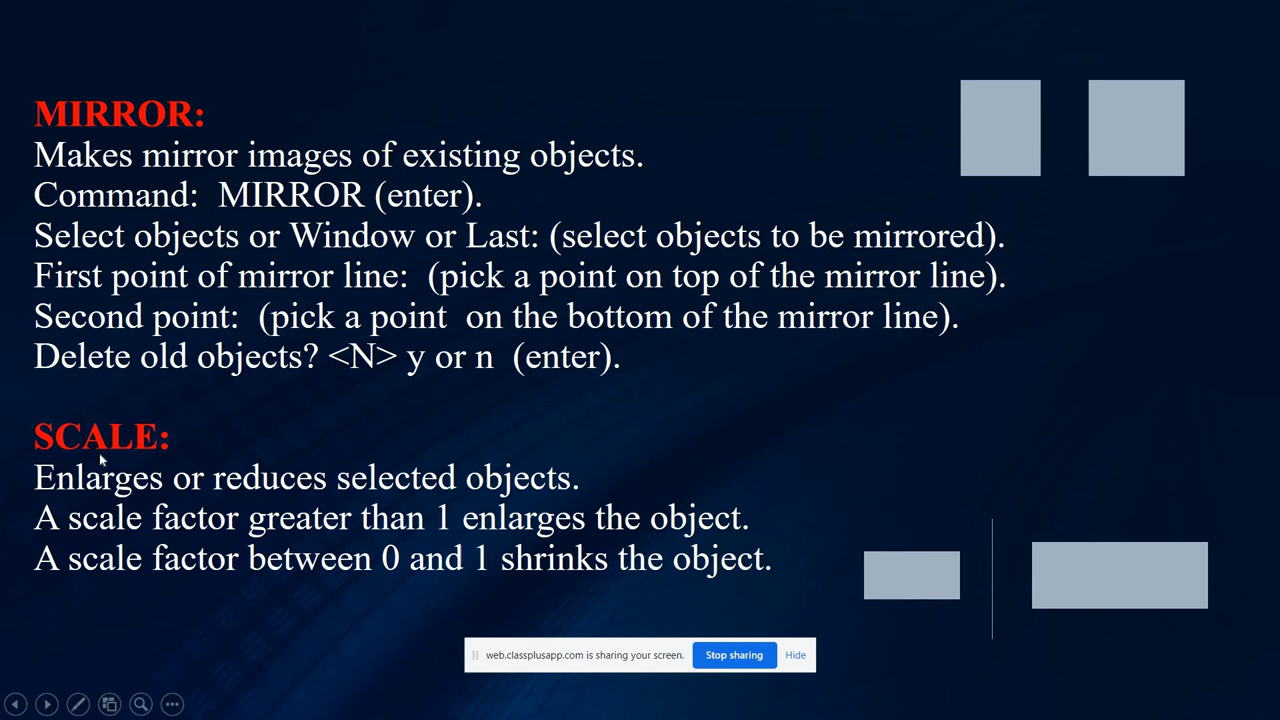 MIRROR:
Makes mirror images of existing objects.
Command:  MIRROR (enter).
Select objects or Window or Last: (select objects to be mirrored).
First point of mirror line:  (pick a point on top of the mirror line).
Second point:  (pick a point  on the bottom of the mirror line).
Delete old objects? <N> y or n  (enter).
SCALE:
Enlarges or reduces selected objects.
A scale factor greater than 1 enlarges the object.
A scale factor between 0 and 1 shrinks the object.
web.classplusapp.com is sharing your screen. Stop sharing Hide